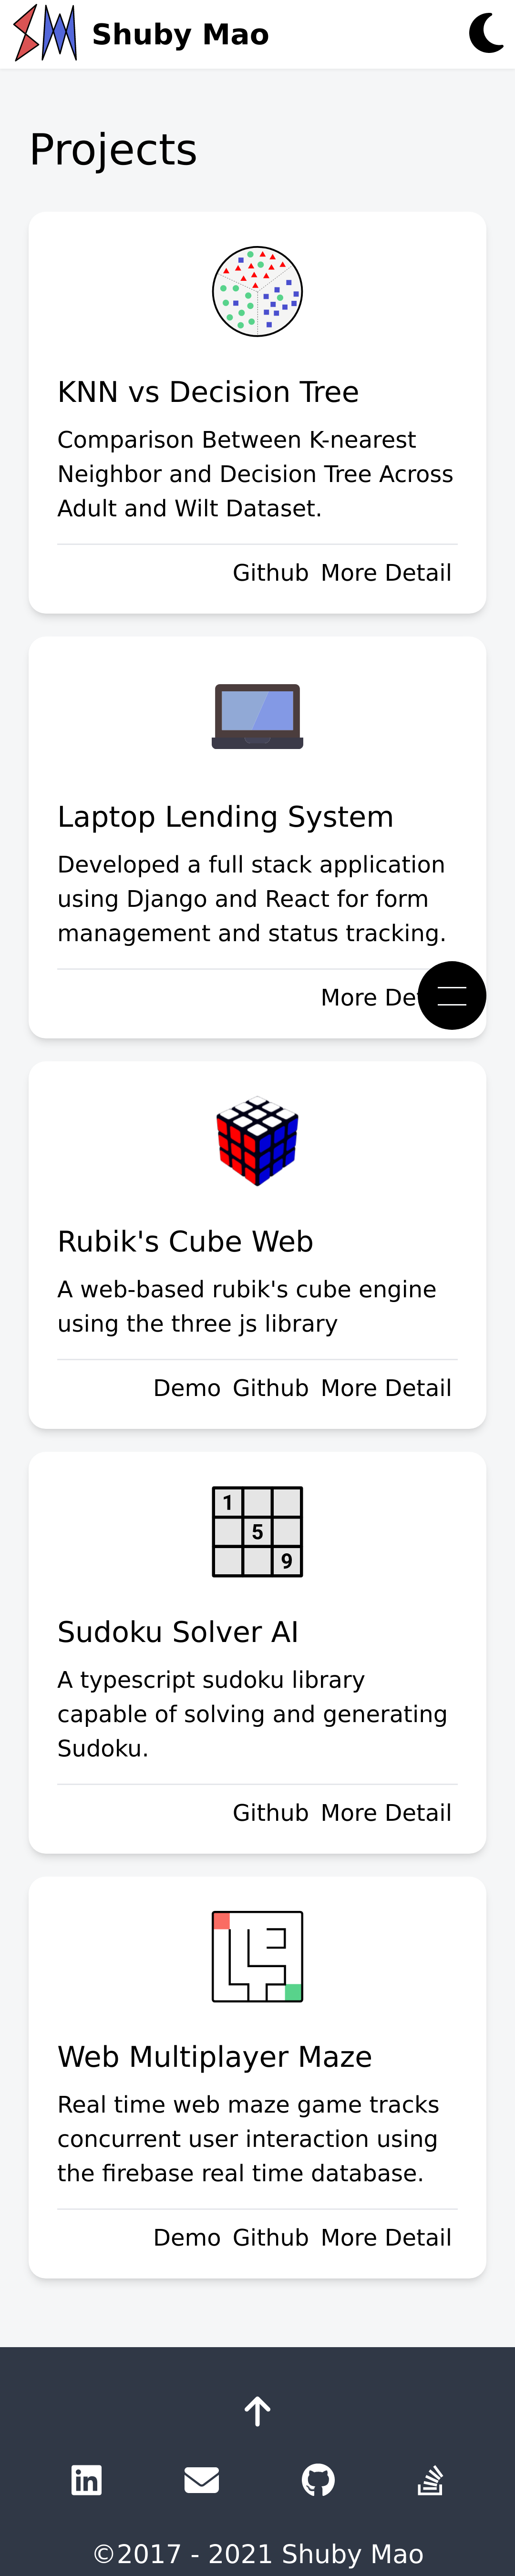 Shuby Mao
Projects
KNN vs Decision Tree
Comparison Between K-nearest
Neighbor and Decision Tree Across
Adult and Wilt Dataset.
Github More Detail
Laptop Lending System
Developed a full stack application
using Django and React for form
management and status tracking.
More De
Rubik's Cube Web
A web-based rubik's cube engine
using the three js library
Demo Github More Detail
1
5
9
Sudoku Solver AI
A typescript sudoku library
capable of solving and generating
Sudoku.
Github More Detail
Web Multiplayer Maze
Real time web maze game tracks
concurrent user interaction using
the firebase real time database.
Demo Github More Detail
in
©2017 - 2021 Shuby Mao